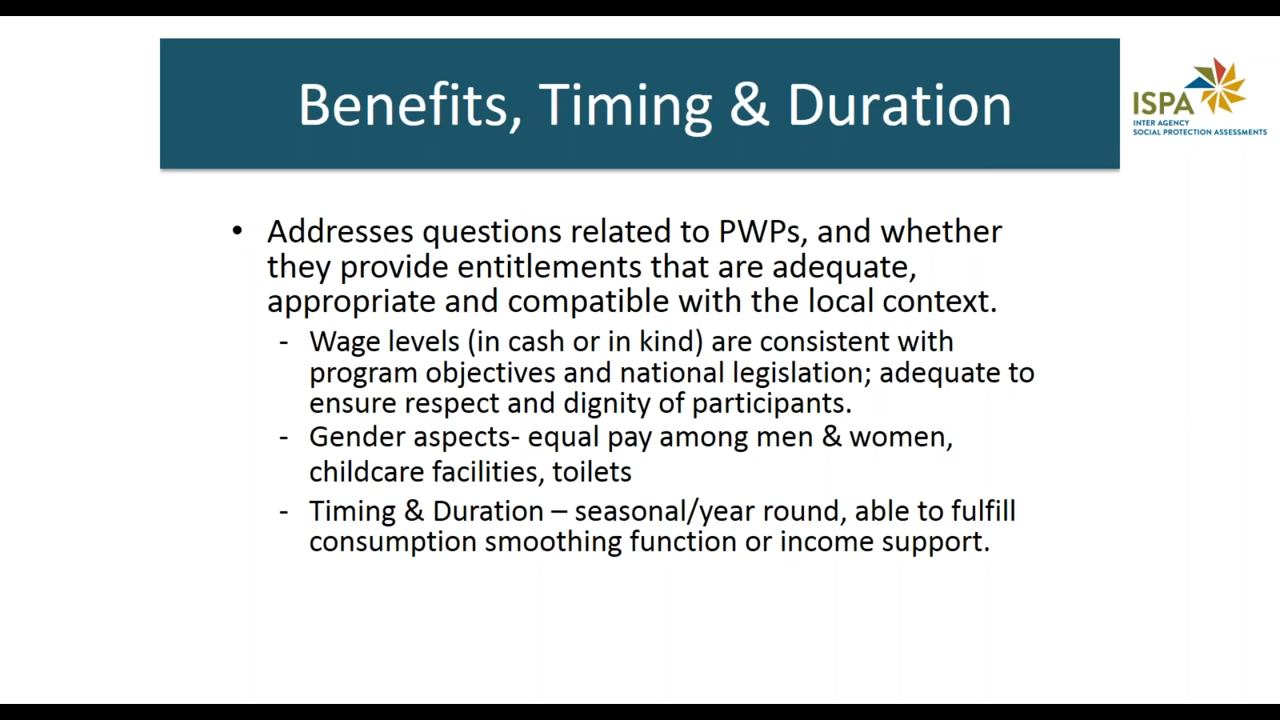 Benefits, Timing & Duration
ISPA
INTER AGENCY
SOCIAL PROTECTION ASSESSMENTS
• Addresses questions related to PWPs, and whether
they provide entitlements that are adequate,
appropriate and compatible with the local context.
- Wage levels (in cash or in kind) are consistent with
program objectives and national legislation; adequate to
ensure respect and dignity of participants.
- Gender aspects- equal pay among men & women,
childcare facilities, toilets
- Timing & Duration – seasonal/year round, able to fulfill
consumption smoothing function or income support.